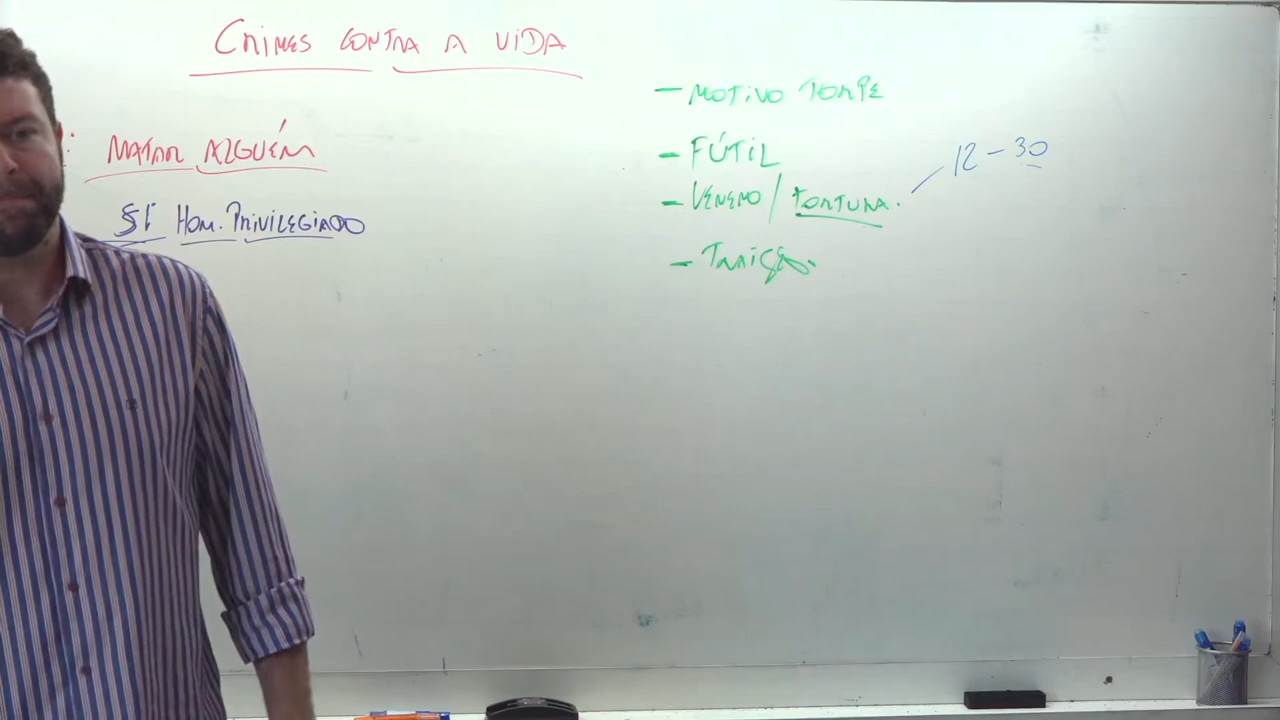 CRIMES CONTRA A VIDA
: MATAR ALGUÉM
§1º HOM. PRIVILEGIADO
- MOTIVO TORPE
- FÚTIL
- VENENO / TORTURA.
12 - 30
- TRAIÇÃO.